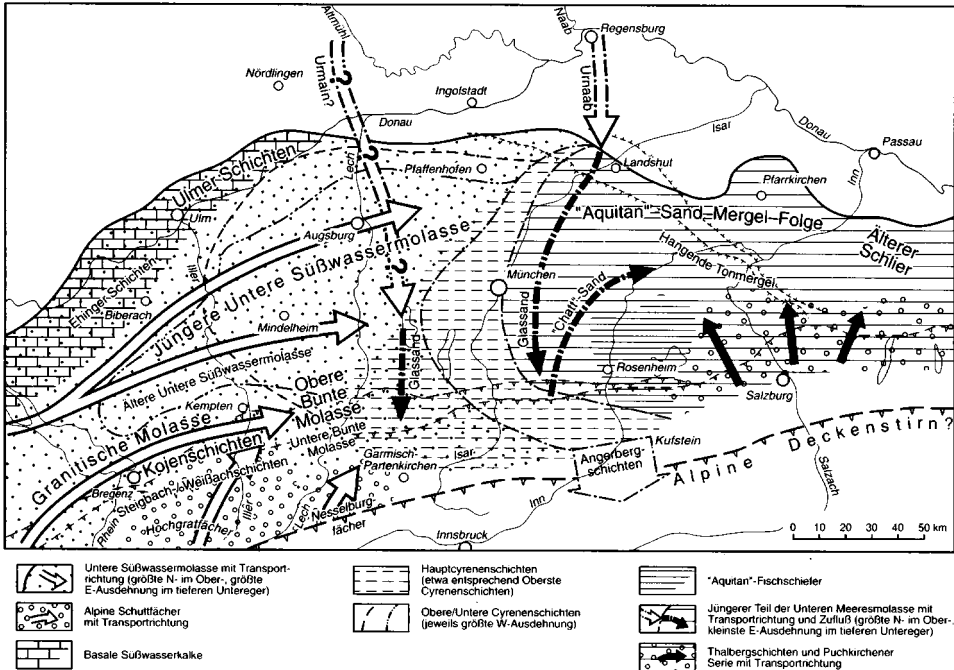 Altmühl
Naab
Regensburg
Nördlingen
Urmain?
Urnaab
Ingolstadt
Donau
Isar
Donau
Passau
Inn
Lech
Ulmer Schichten
Pfaffenhofen
Landshut
Pfarrkirchen
Ulm
"Aquitan"-Sand-Mergel-Folge
Augsburg
Älterer
Schlier
Hangende Tonmergel
Ehinger Schichten
Iller
Jüngere Untere Süßwassermolasse
München
"Chatt"-Sand
Glassand
Biberach
Mindelheim
Ältere Untere Süßwassermolasse
Glassand
Rosenheim
Salzburg
Obere
Bunte
Molasse
Kempten
Granitische Molasse
Untere Bunte
Molasse
Kojenschichten
Garmisch-
Partenkirchen
Isar
Kufstein
Angerberg-
schichten
Alpine Deckenstirn?
Bregenz
Steigbach-/Weißachschichten
Rhein
Hochgratfächer
Iller
Lech
Nesselburg-
fächer
Inn
Salzach
Innsbruck
0 10 20 30 40 50 km
Untere Süßwassermolasse mit Transport-
richtung (größte N- im Ober-, größte
E-Ausdehnung im tieferen Untereger)
Alpine Schuttfächer
mit Transportrichtung
Basale Süßwasserkalke
Hauptcyrenenschichten
(etwa entsprechend Oberste
Cyrenenschichten)
Obere/Untere Cyrenenschichten
(jeweils größte W-Ausdehnung)
"Aquitan"-Fischschiefer
Jüngerer Teil der Unteren Meeresmolasse mit
Transportrichtung und Zufluß (größte N- im Ober-,
kleinste E-Ausdehnung im tieferen Untereger)
Thalbergschichten und Puchkirchener
Serie mit Transportrichtung